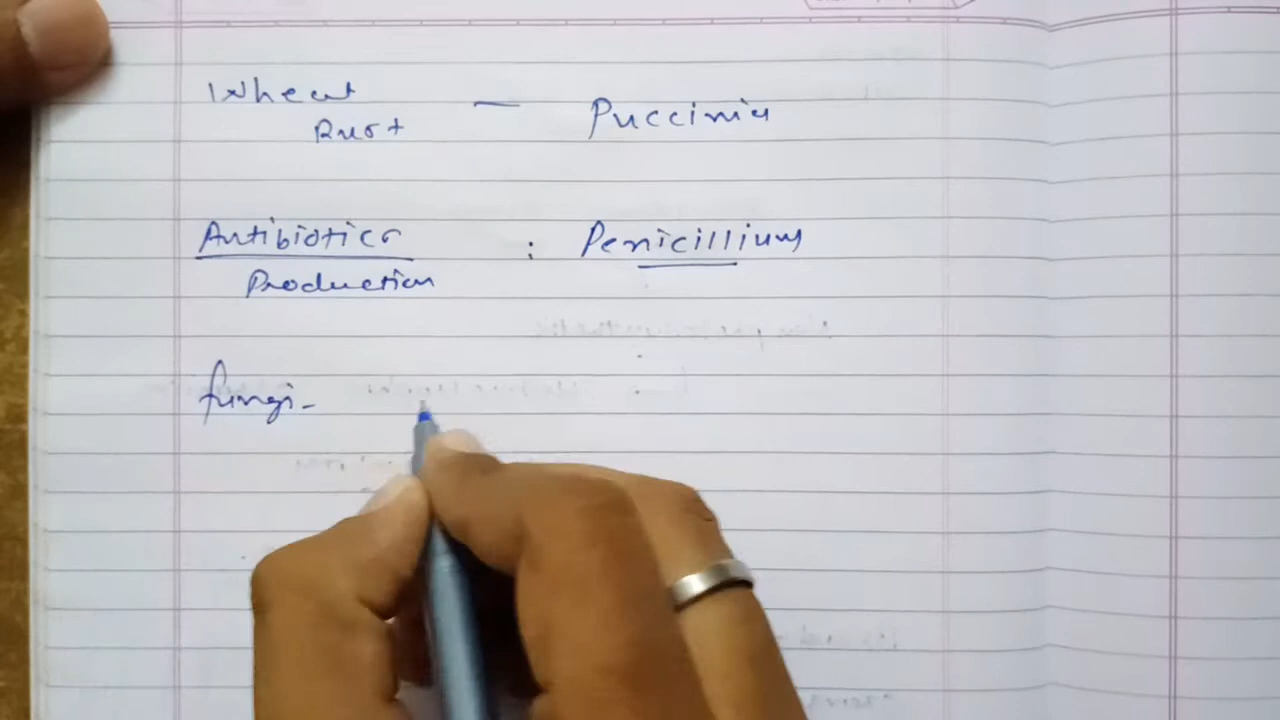 Wheat
Rust — Puccinia
Antibiotics : Penicillium
Production
fungi-